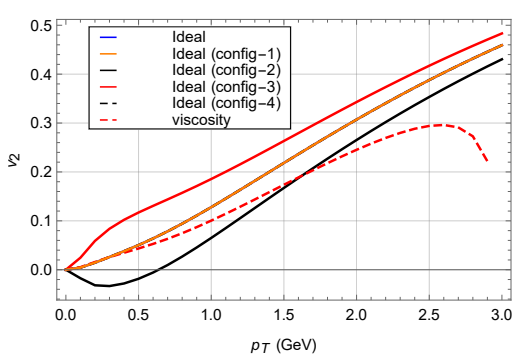 0.5
0.4
0.3
0.2
0.1
0.0
v2
Ideal
Ideal (config-1)
Ideal (config-2)
Ideal (config-3)
Ideal (config-4)
viscosity
0.0 0.5 1.0 1.5 2.0 2.5 3.0
pT (GeV)